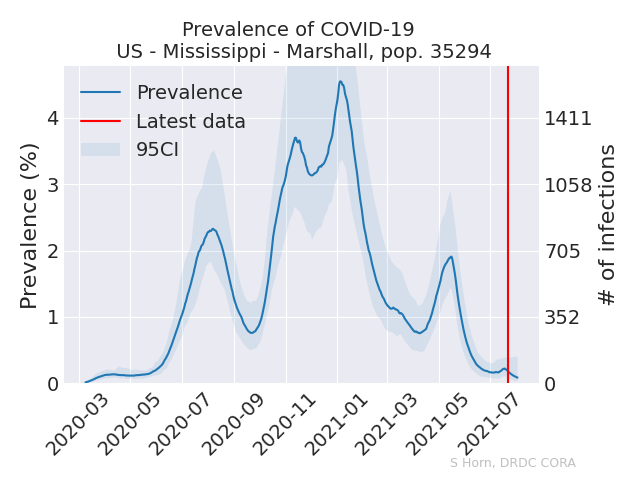 Prevalence of COVID-19
US - Mississippi - Marshall, pop. 35294
Prevalence
Latest data
95CI
Prevalence (%)
4
3
2
1
0
# of infections
1411
1058
705
352
0
2020-03
2020-07
2020-09
2020-11
2021-01
2021-03
2021-05
2021-07
S Horn, DRDC CORA